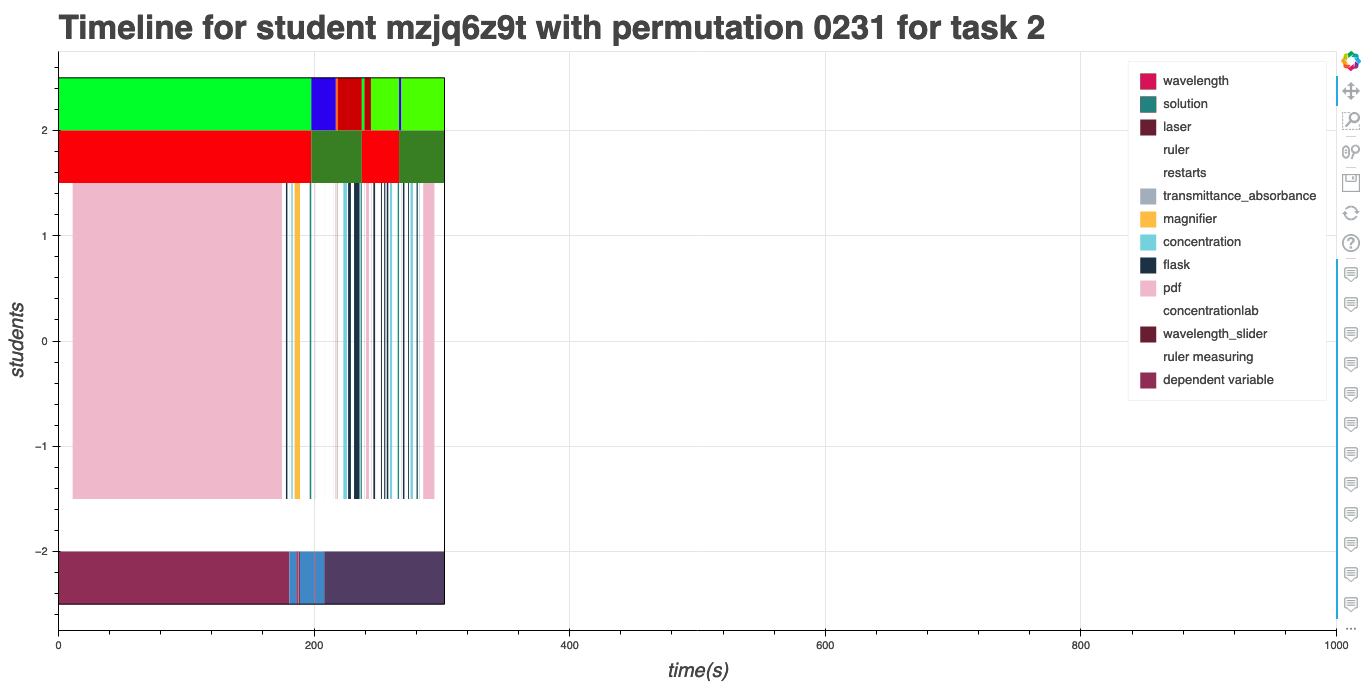 Timeline for student mzjq6z9t with permutation 0231 for task 2
students
2
1
0
−1
−2
0
200
400
600
800
1000
time(s)
wavelength
solution
laser
ruler
restarts
transmittance_absorbance
magnifier
concentration
flask
pdf
concentrationlab
wavelength_slider
ruler measuring
dependent variable